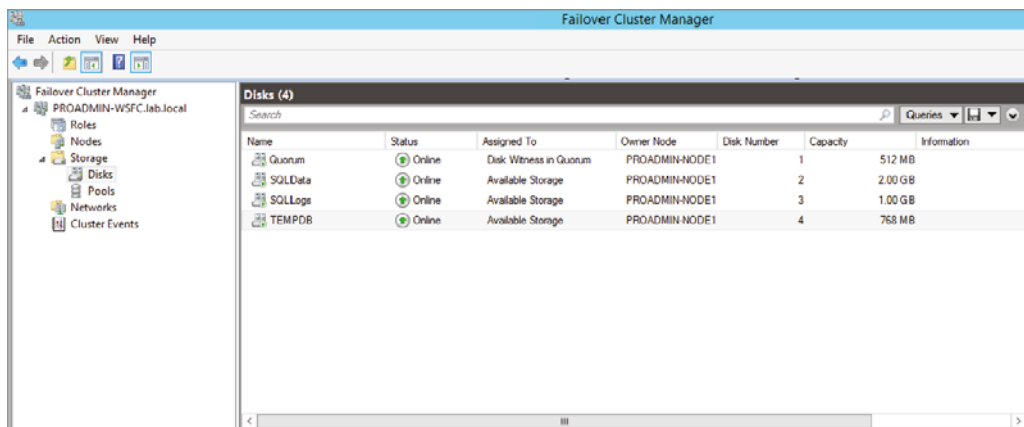 Failover Cluster Manager
File Action View Help
Failover Cluster Manager
PROADMIN-WSFC.lab.local
Roles
Nodes
Storage
Disks
Pools
Networks
Cluster Events
Disks (4)
Search Queries
Name Status Assigned To Owner Node Disk Number Capacity Information
Quorum Online Disk Witness in Quorum PROADMIN-NODE1 1 512 MB
SQLData Online Available Storage PROADMIN-NODE1 2 2.00 GB
SQLLogs Online Available Storage PROADMIN-NODE1 3 1.00 GB
TEMPDB Online Available Storage PROADMIN-NODE1 4 768 MB